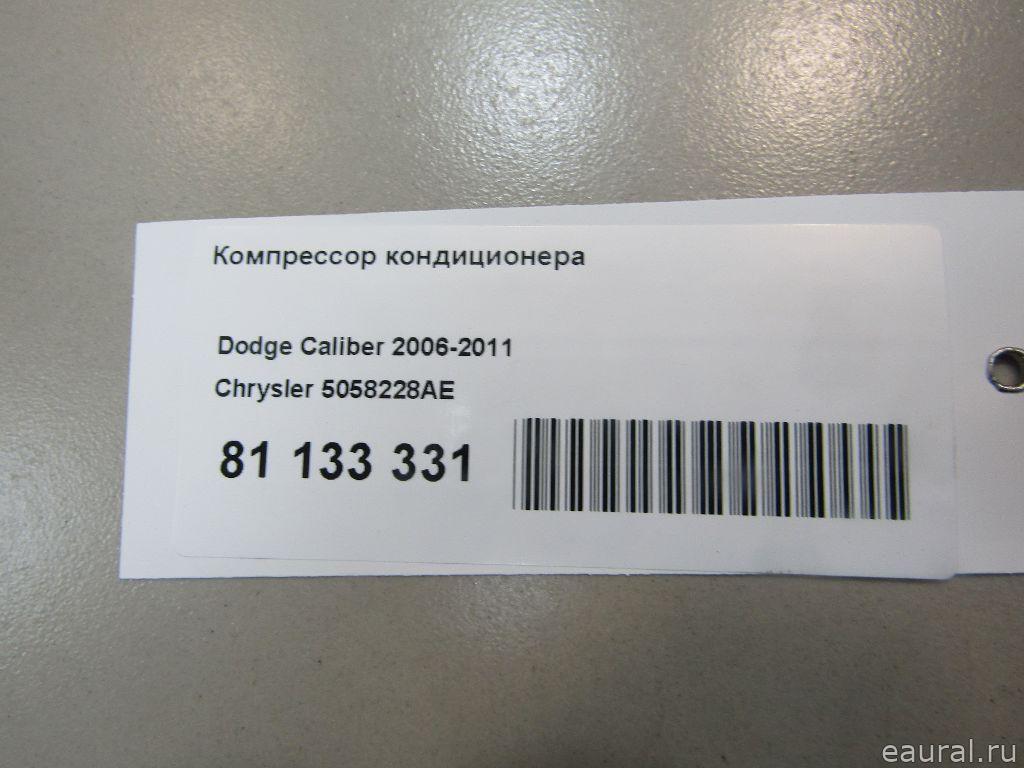 Компрессор кондиционера
Dodge Caliber 2006-2011
Chrysler 5058228AE
81 133 331
eaural.ru